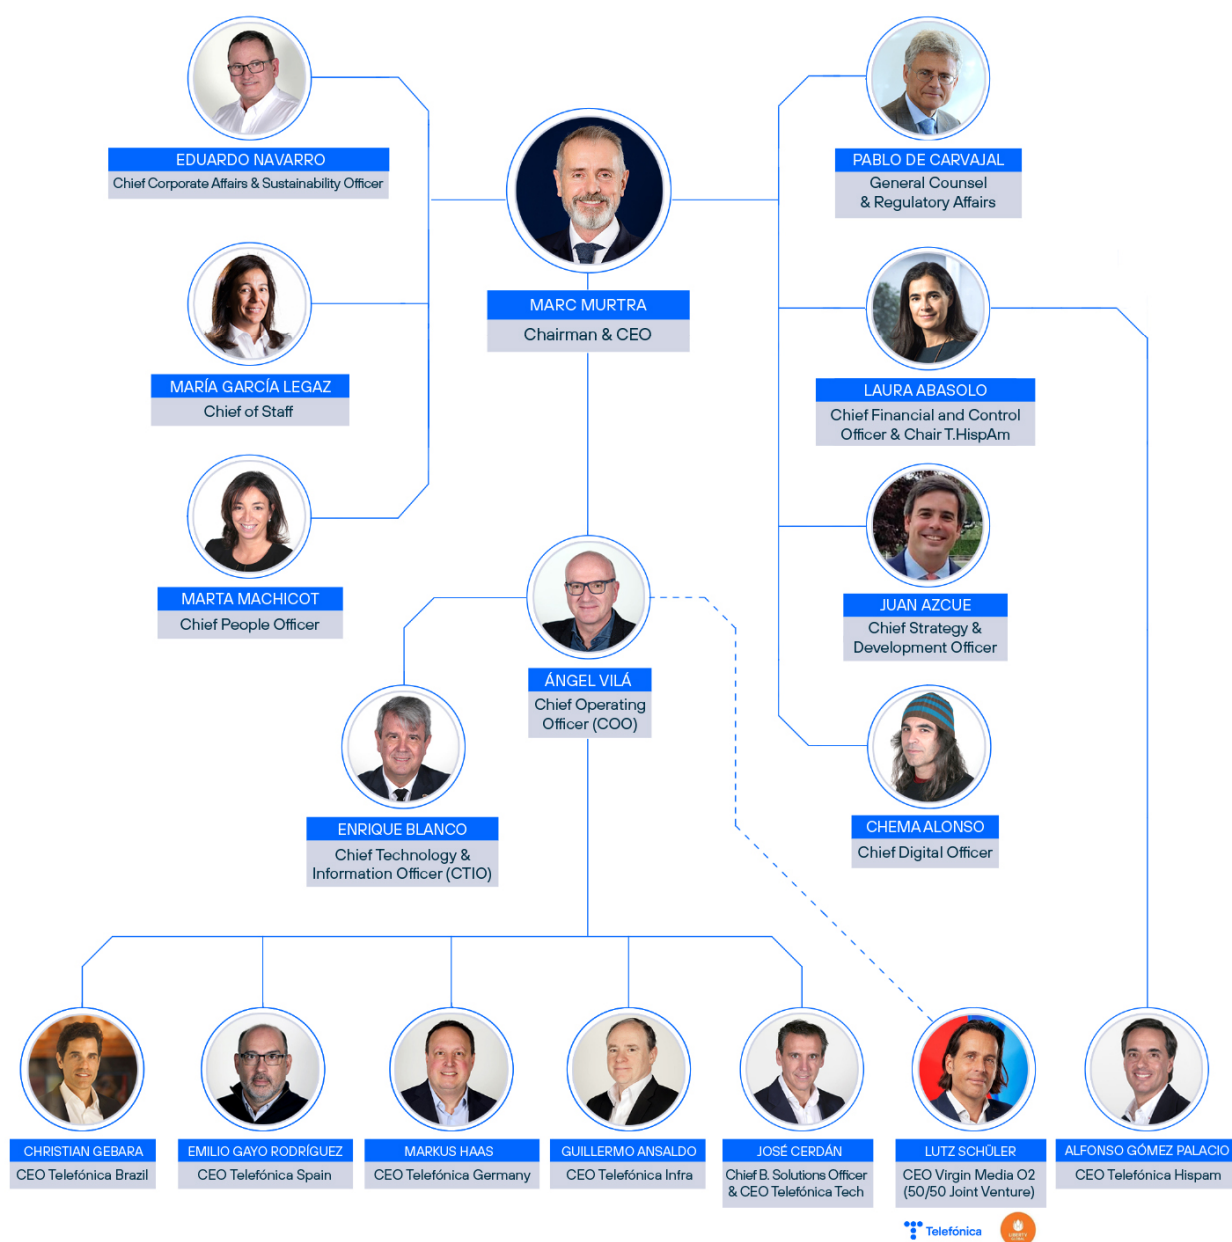 EDUARDO NAVARRO
Chief Corporate Affairs & Sustainability Officer
PABLO DE CARVAJAL
General Counsel
& Regulatory Affairs
MARC MURTRA
Chairman & CEO
MARÍA GARCÍA LEGAZ
Chief of Staff
LAURA ABASOLO
Chief Financial and Control
Officer & Chair T.HispAm
MARTA MACHICOT
Chief People Officer
JUAN AZCUE
Chief Strategy &
Development Officer
ÁNGEL VILÁ
Chief Operating
Officer (COO)
ENRIQUE BLANCO
Chief Technology &
Information Officer (CTIO)
CHEMA ALONSO
Chief Digital Officer
CHRISTIAN GEBARA
CEO Telefónica Brazil
EMILIO GAYO RODRÍGUEZ
CEO Telefónica Spain
MARKUS HAAS
CEO Telefónica Germany
GUILLERMO ANSALDO
CEO Telefónica Infra
JOSÉ CERDÁN
Chief B. Solutions Officer
& CEO Telefónica Tech
LUTZ SCHÜLER
CEO Virgin Media O2
(50/50 Joint Venture)
ALFONSO GÓMEZ PALACIO
CEO Telefónica Hispam
Telefónica
LIBERTY
GLOBAL